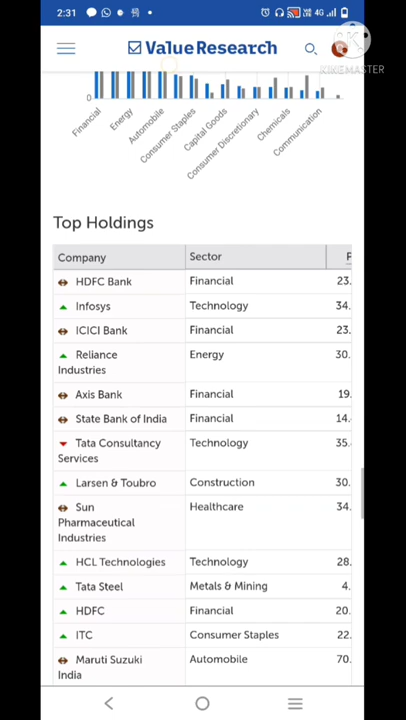 2:31
4G
KINEMASTER
Value Research
0
Financial
Energy
Automobile
Consumer Staples
Capital Goods
Consumer Discretionary
Chemicals
Communication
Top Holdings
Company Sector P
HDFC Bank Financial 23.
Infosys Technology 34.
ICICI Bank Financial 23.
Reliance Energy 30.
Industries
Axis Bank Financial 19.
State Bank of India Financial 14.
Tata Consultancy Technology 35.
Services
Larsen & Toubro Construction 30.
Sun Healthcare 34.
Pharmaceutical
Industries
HCL Technologies Technology 28.
Tata Steel Metals & Mining 4.
HDFC Financial 20.
ITC Consumer Staples 22.
Maruti Suzuki Automobile 70.
India